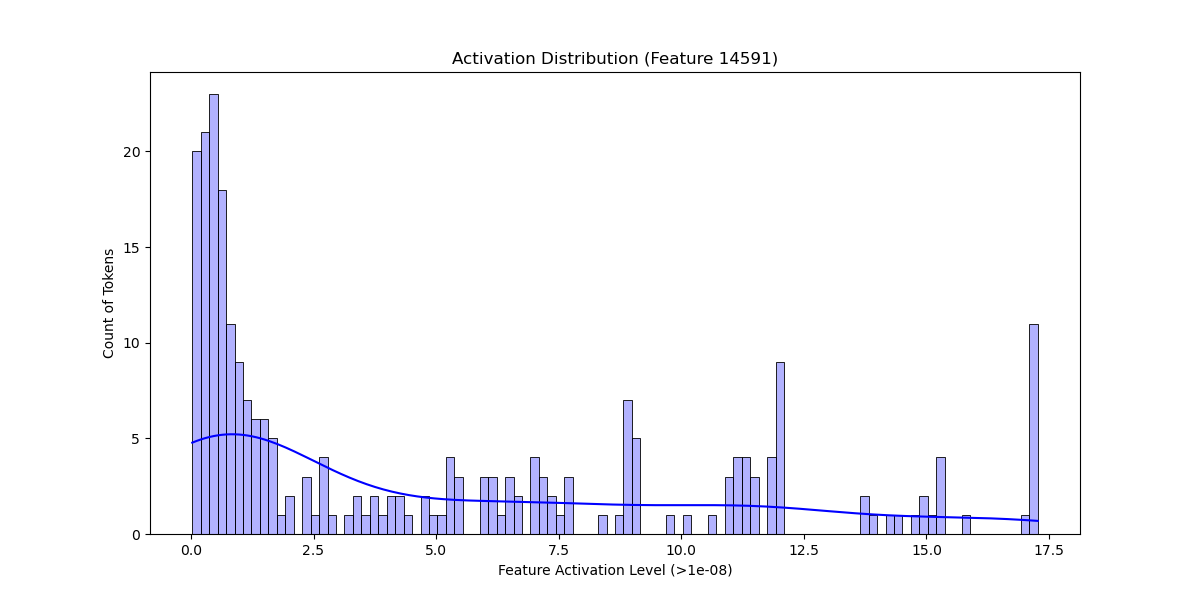 Activation Distribution (Feature 14591)
Count of Tokens
20
15
10
5
0
0.0 2.5 5.0 7.5 10.0 12.5 15.0 17.5
Feature Activation Level (>1e-08)